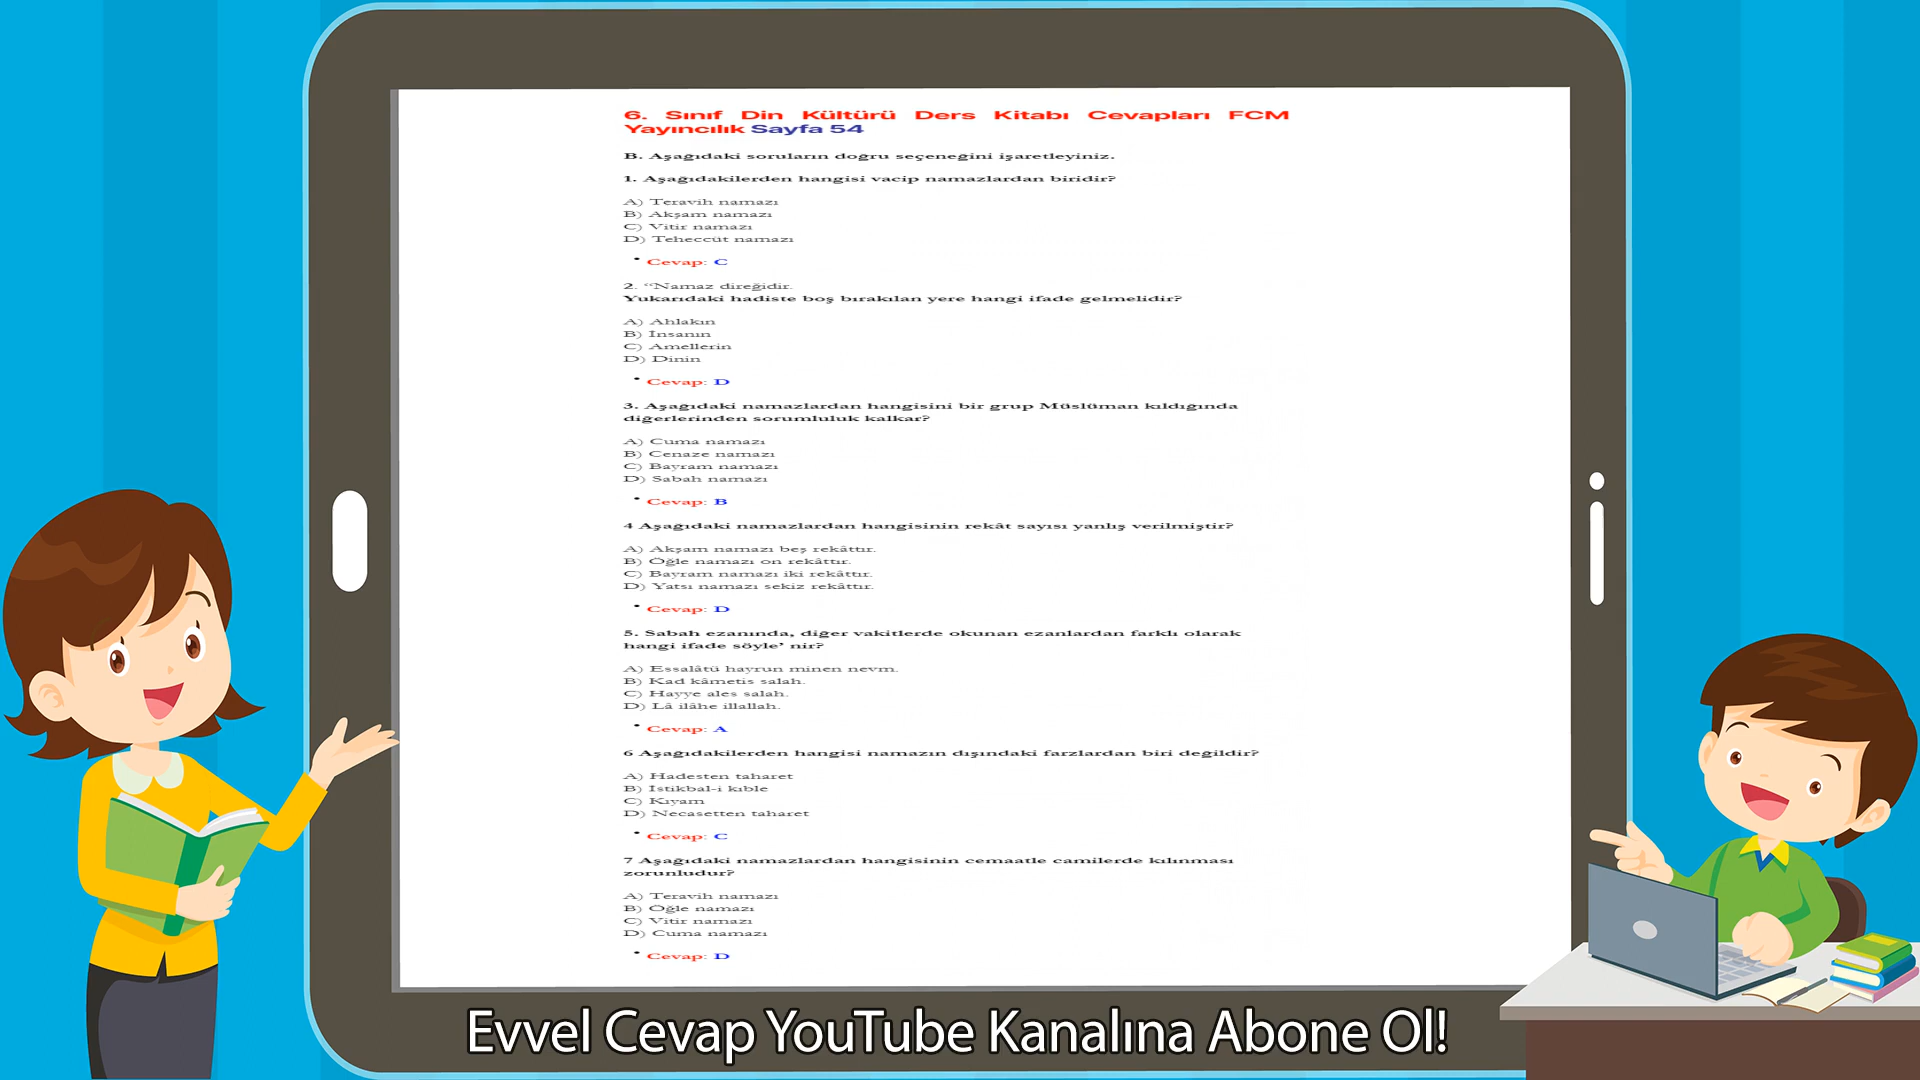 6. Sınıf Din Kültürü Ders Kitabı Cevapları FCM
Yayıncılık Sayfa 54
B. Aşağıdaki soruların doğru seçeneğini işaretleyiniz.
1. Aşağıdakilerden hangisi vacip namazlardan biridir?
A) Teravih namazı
B) Akşam namazı
C) Vitir namazı
D) Teheccüt namazı
• Cevap: C
2. “Namaz direğidir.
Yukarıdaki hadiste boş bırakılan yere hangi ifade gelmelidir?
A) Ahlakın
B) İnsanın
C) Amellerin
D) Dinin
• Cevap: D
3. Aşağıdaki namazlardan hangisini bir grup Müslüman kıldığında
diğerlerinden sorumluluk kalkar?
A) Cuma namazı
B) Cenaze namazı
C) Bayram namazı
D) Sabah namazı
• Cevap: B
4 Aşağıdaki namazlardan hangisinin rekât sayısı yanlış verilmiştir?
A) Akşam namazı beş rekâttır.
B) Öğle namazı on rekâttır.
C) Bayram namazı iki rekâttır.
D) Yatsı namazı sekiz rekâttır.
• Cevap: D
5. Sabah ezanında, diğer vakitlerde okunan ezanlardan farklı olarak
hangi ifade söyle’ nir?
A) Essalâtü hayrun minen nevm.
B) Kad kâmetis salah.
C) Hayye ales salah.
D) Lâ ilâhe illallah.
• Cevap: A
6 Aşağıdakilerden hangisi namazın dışındaki farzlardan biri değildir?
A) Hadesten taharet
B) İstikbal-i kıble
C) Kıyam
D) Necasetten taharet
• Cevap: C
7 Aşağıdaki namazlardan hangisinin cemaatle camilerde kılınması
zorunludur?
A) Teravih namazı
B) Öğle namazı
C) Vitir namazı
D) Cuma namazı
• Cevap: D
Evvel Cevap YouTube Kanalına Abone Ol!